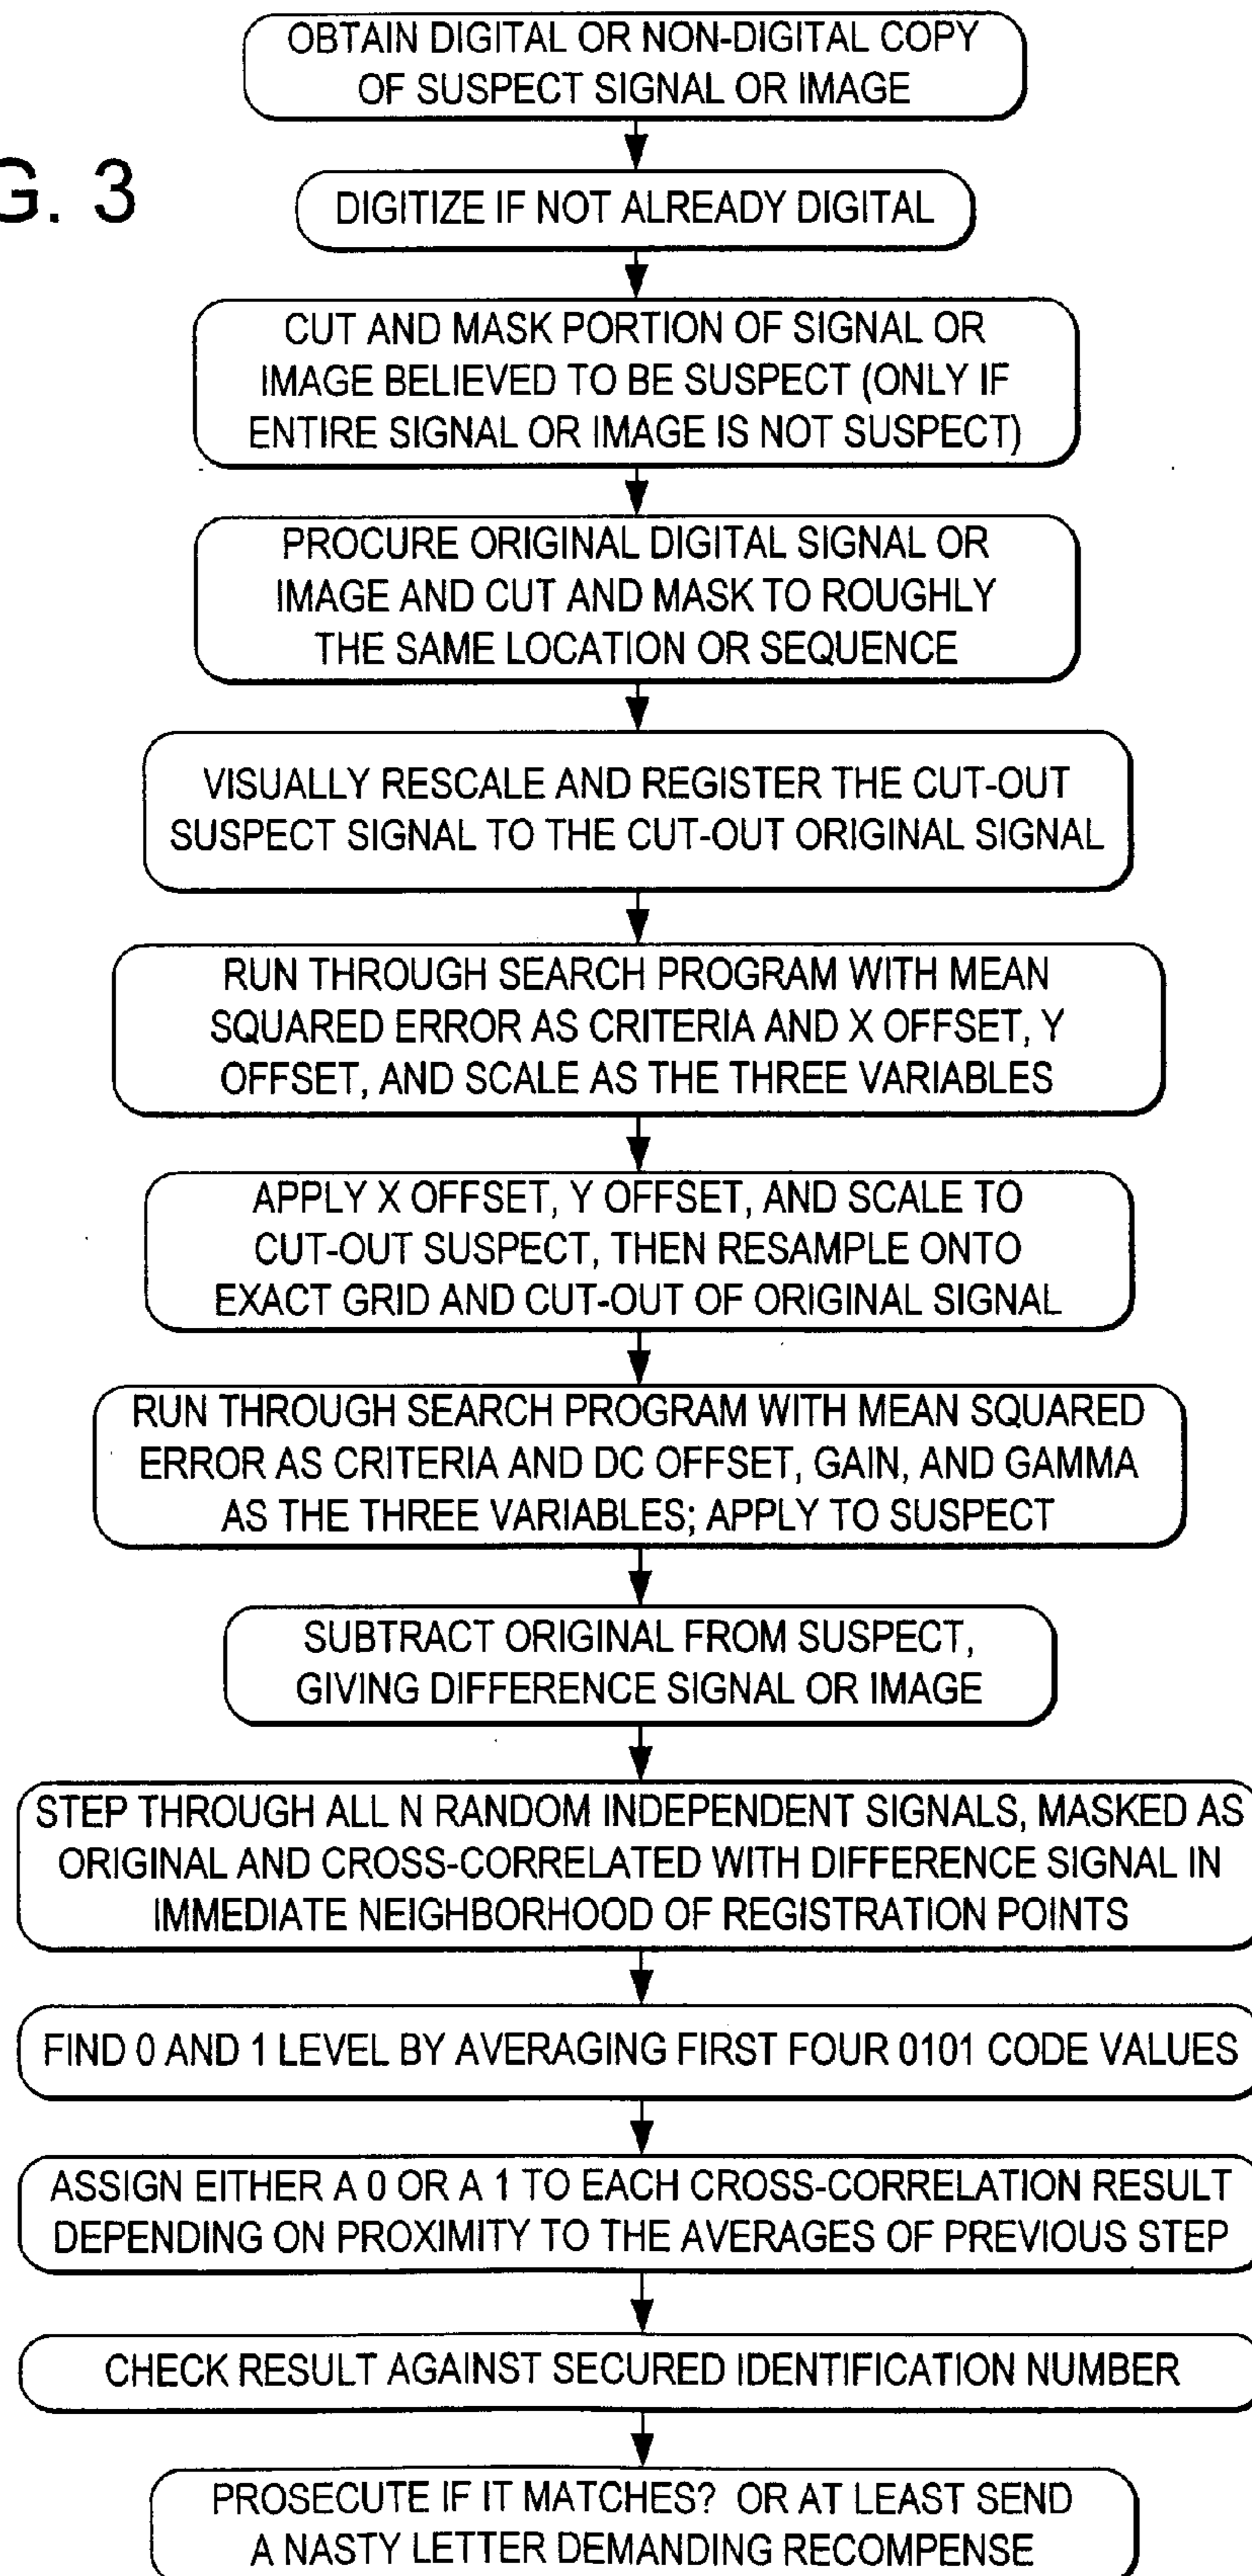 OBTAIN DIGITAL OR NON-DIGITAL COPY
OF SUSPECT SIGNAL OR IMAGE
G. 3
DIGITIZE IF NOT ALREADY DIGITAL
CUT AND MASK PORTION OF SIGNAL OR
IMAGE BELIEVED TO BE SUSPECT (ONLY IF
ENTIRE SIGNAL OR IMAGE IS NOT SUSPECT)
PROCURE ORIGINAL DIGITAL SIGNAL OR
IMAGE AND CUT AND MASK TO ROUGHLY
THE SAME LOCATION OR SEQUENCE
VISUALLY RESCALE AND REGISTER THE CUT-OUT
SUSPECT SIGNAL TO THE CUT-OUT ORIGINAL SIGNAL
RUN THROUGH SEARCH PROGRAM WITH MEAN
SQUARED ERROR AS CRITERIA AND X OFFSET, Y
OFFSET, AND SCALE AS THE THREE VARIABLES
APPLY X OFFSET, Y OFFSET, AND SCALE TO
CUT-OUT SUSPECT, THEN RESAMPLE ONTO
EXACT GRID AND CUT-OUT OF ORIGINAL SIGNAL
RUN THROUGH SEARCH PROGRAM WITH MEAN SQUARED
ERROR AS CRITERIA AND DC OFFSET, GAIN, AND GAMMA
AS THE THREE VARIABLES; APPLY TO SUSPECT
SUBTRACT ORIGINAL FROM SUSPECT,
GIVING DIFFERENCE SIGNAL OR IMAGE
STEP THROUGH ALL N RANDOM INDEPENDENT SIGNALS, MASKED AS
ORIGINAL AND CROSS-CORRELATED WITH DIFFERENCE SIGNAL IN
IMMEDIATE NEIGHBORHOOD OF REGISTRATION POINTS
FIND 0 AND 1 LEVEL BY AVERAGING FIRST FOUR 0101 CODE VALUES
ASSIGN EITHER A 0 OR A 1 TO EACH CROSS-CORRELATION RESULT
DEPENDING ON PROXIMITY TO THE AVERAGES OF PREVIOUS STEP
CHECK RESULT AGAINST SECURED IDENTIFICATION NUMBER
PROSECUTE IF IT MATCHES? OR AT LEAST SEND
A NASTY LETTER DEMANDING RECOMPENSE